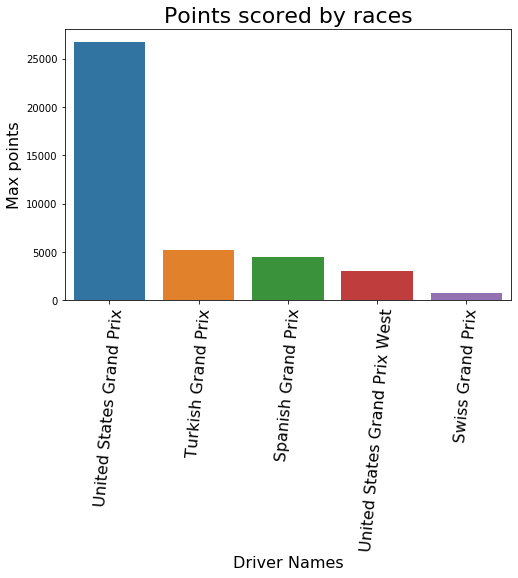 Points scored by races
Max points
25000
20000
15000
10000
5000
0
United States Grand Prix
Turkish Grand Prix
Spanish Grand Prix
United States Grand Prix West
Swiss Grand Prix
Driver Names